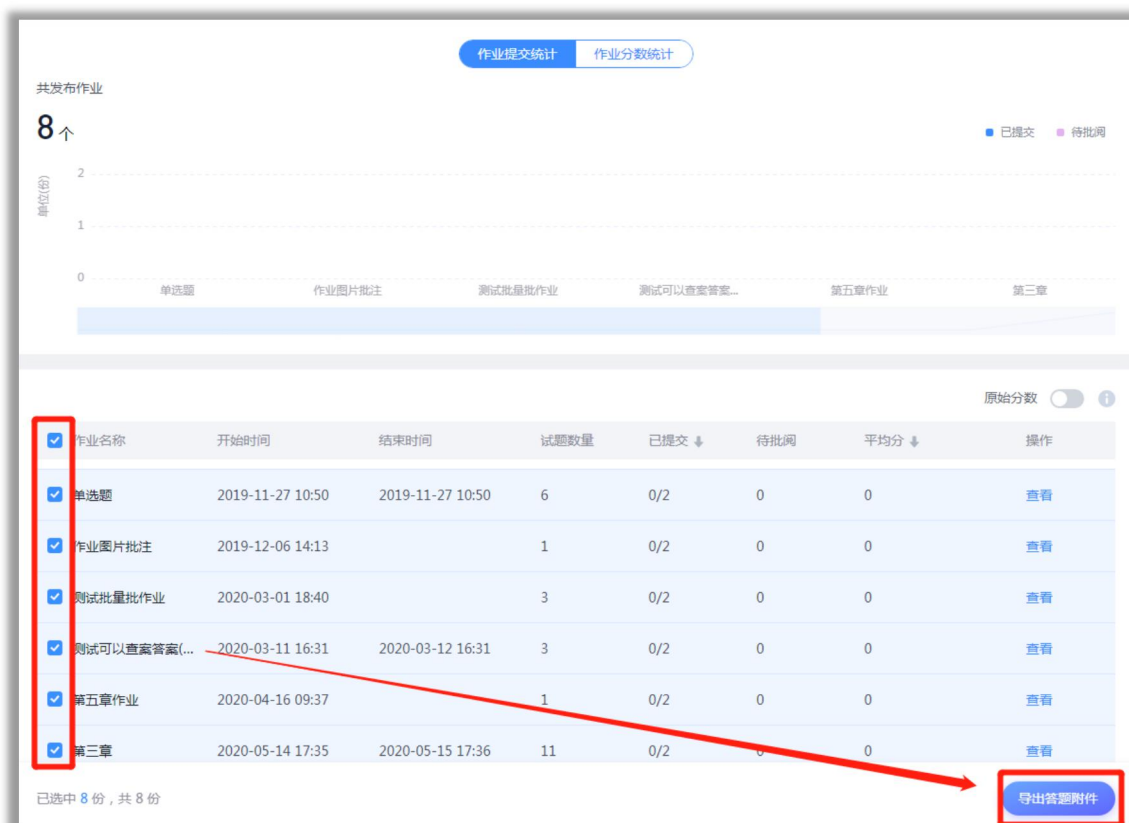 作业提交统计 作业分数统计
共发布作业
8 个
已提交 待批阅
单位(份)
2
1
0
单选题 作业图片批注 测试批量批作业 测试可以查案答案... 第五章作业 第三章
原始分数
作业名称 开始时间 结束时间 试题数量 已提交 待批阅 平均分 操作
单选题 2019-11-27 10:50 2019-11-27 10:50 6 0/2 0 0 查看
作业图片批注 2019-12-06 14:13 1 0/2 0 0 查看
测试批量批作业 2020-03-01 18:40 3 0/2 0 0 查看
测试可以查案答案(... 2020-03-11 16:31 2020-03-12 16:31 3 0/2 0 0 查看
第五章作业 2020-04-16 09:37 1 0/2 0 0 查看
第三章 2020-05-14 17:35 2020-05-15 17:36 11 0/2 0 0 查看
已选中 8 份，共 8 份 导出答题附件